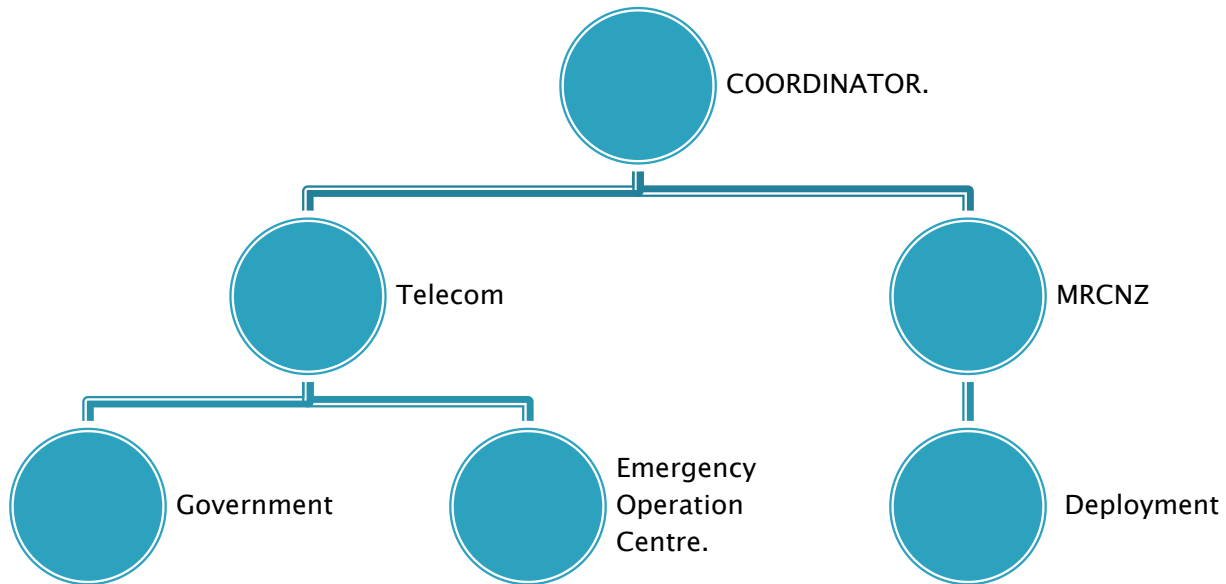 COORDINATOR.
Telecom
MRCNZ
Government
Emergency
Operation
Centre.
Deployment